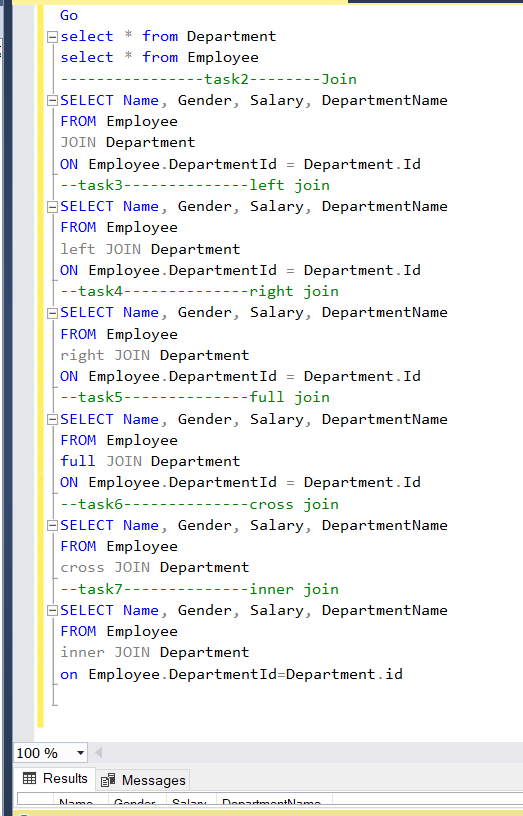 Go
select * from Department
select * from Employee
----------------task2--------Join
SELECT Name, Gender, Salary, DepartmentName
FROM Employee
JOIN Department
ON Employee.DepartmentId = Department.Id
--task3--------------left join
SELECT Name, Gender, Salary, DepartmentName
FROM Employee
left JOIN Department
ON Employee.DepartmentId = Department.Id
--task4--------------right join
SELECT Name, Gender, Salary, DepartmentName
FROM Employee
right JOIN Department
ON Employee.DepartmentId = Department.Id
--task5--------------full join
SELECT Name, Gender, Salary, DepartmentName
FROM Employee
full JOIN Department
ON Employee.DepartmentId = Department.Id
--task6--------------cross join
SELECT Name, Gender, Salary, DepartmentName
FROM Employee
cross JOIN Department
--task7--------------inner join
SELECT Name, Gender, Salary, DepartmentName
FROM Employee
inner JOIN Department
on Employee.DepartmentId=Department.id
100 %
Results Messages
Name Gender Salary DepartmentName